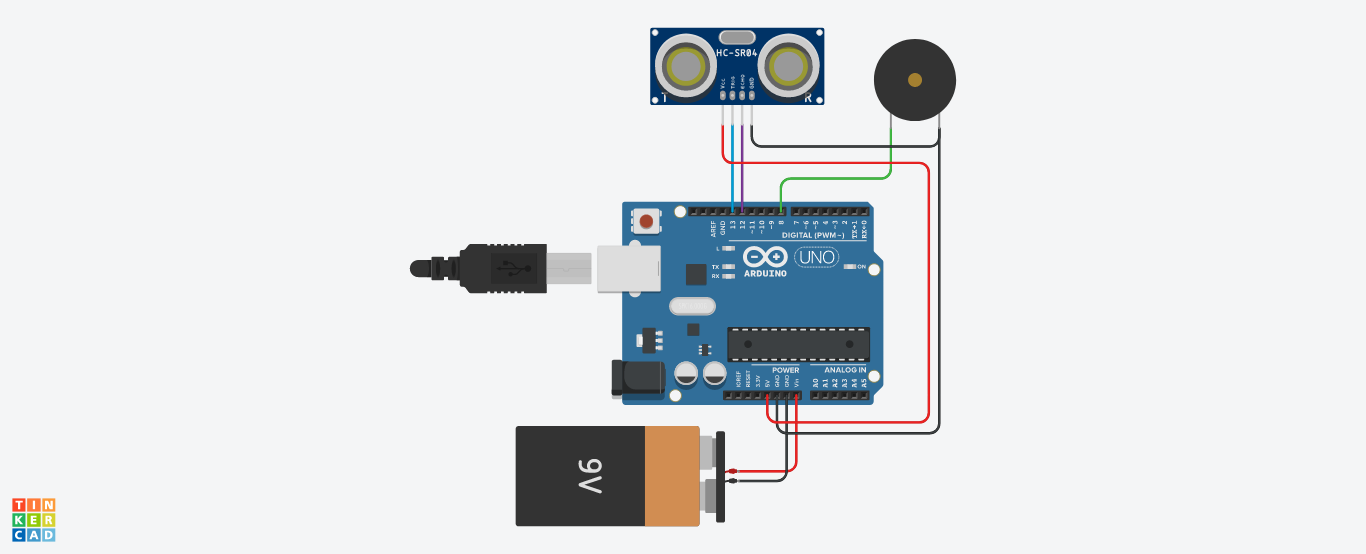 HC-SR04
Vcc
TRIG
ECHO
GND
T
R
AREF
GND
13
12
~11
~10
~9
8
7
~6
~5
4
~3
2
TX→1
RX←0
DIGITAL (PWM~)
L
TX
RX
ARDUINO
UNO
ON
POWER
ANALOG IN
IOREF
RESET
3.3V
5V
GND
GND
Vin
A0
A1
A2
A3
A4
A5
9V
TIN
KER
CAD